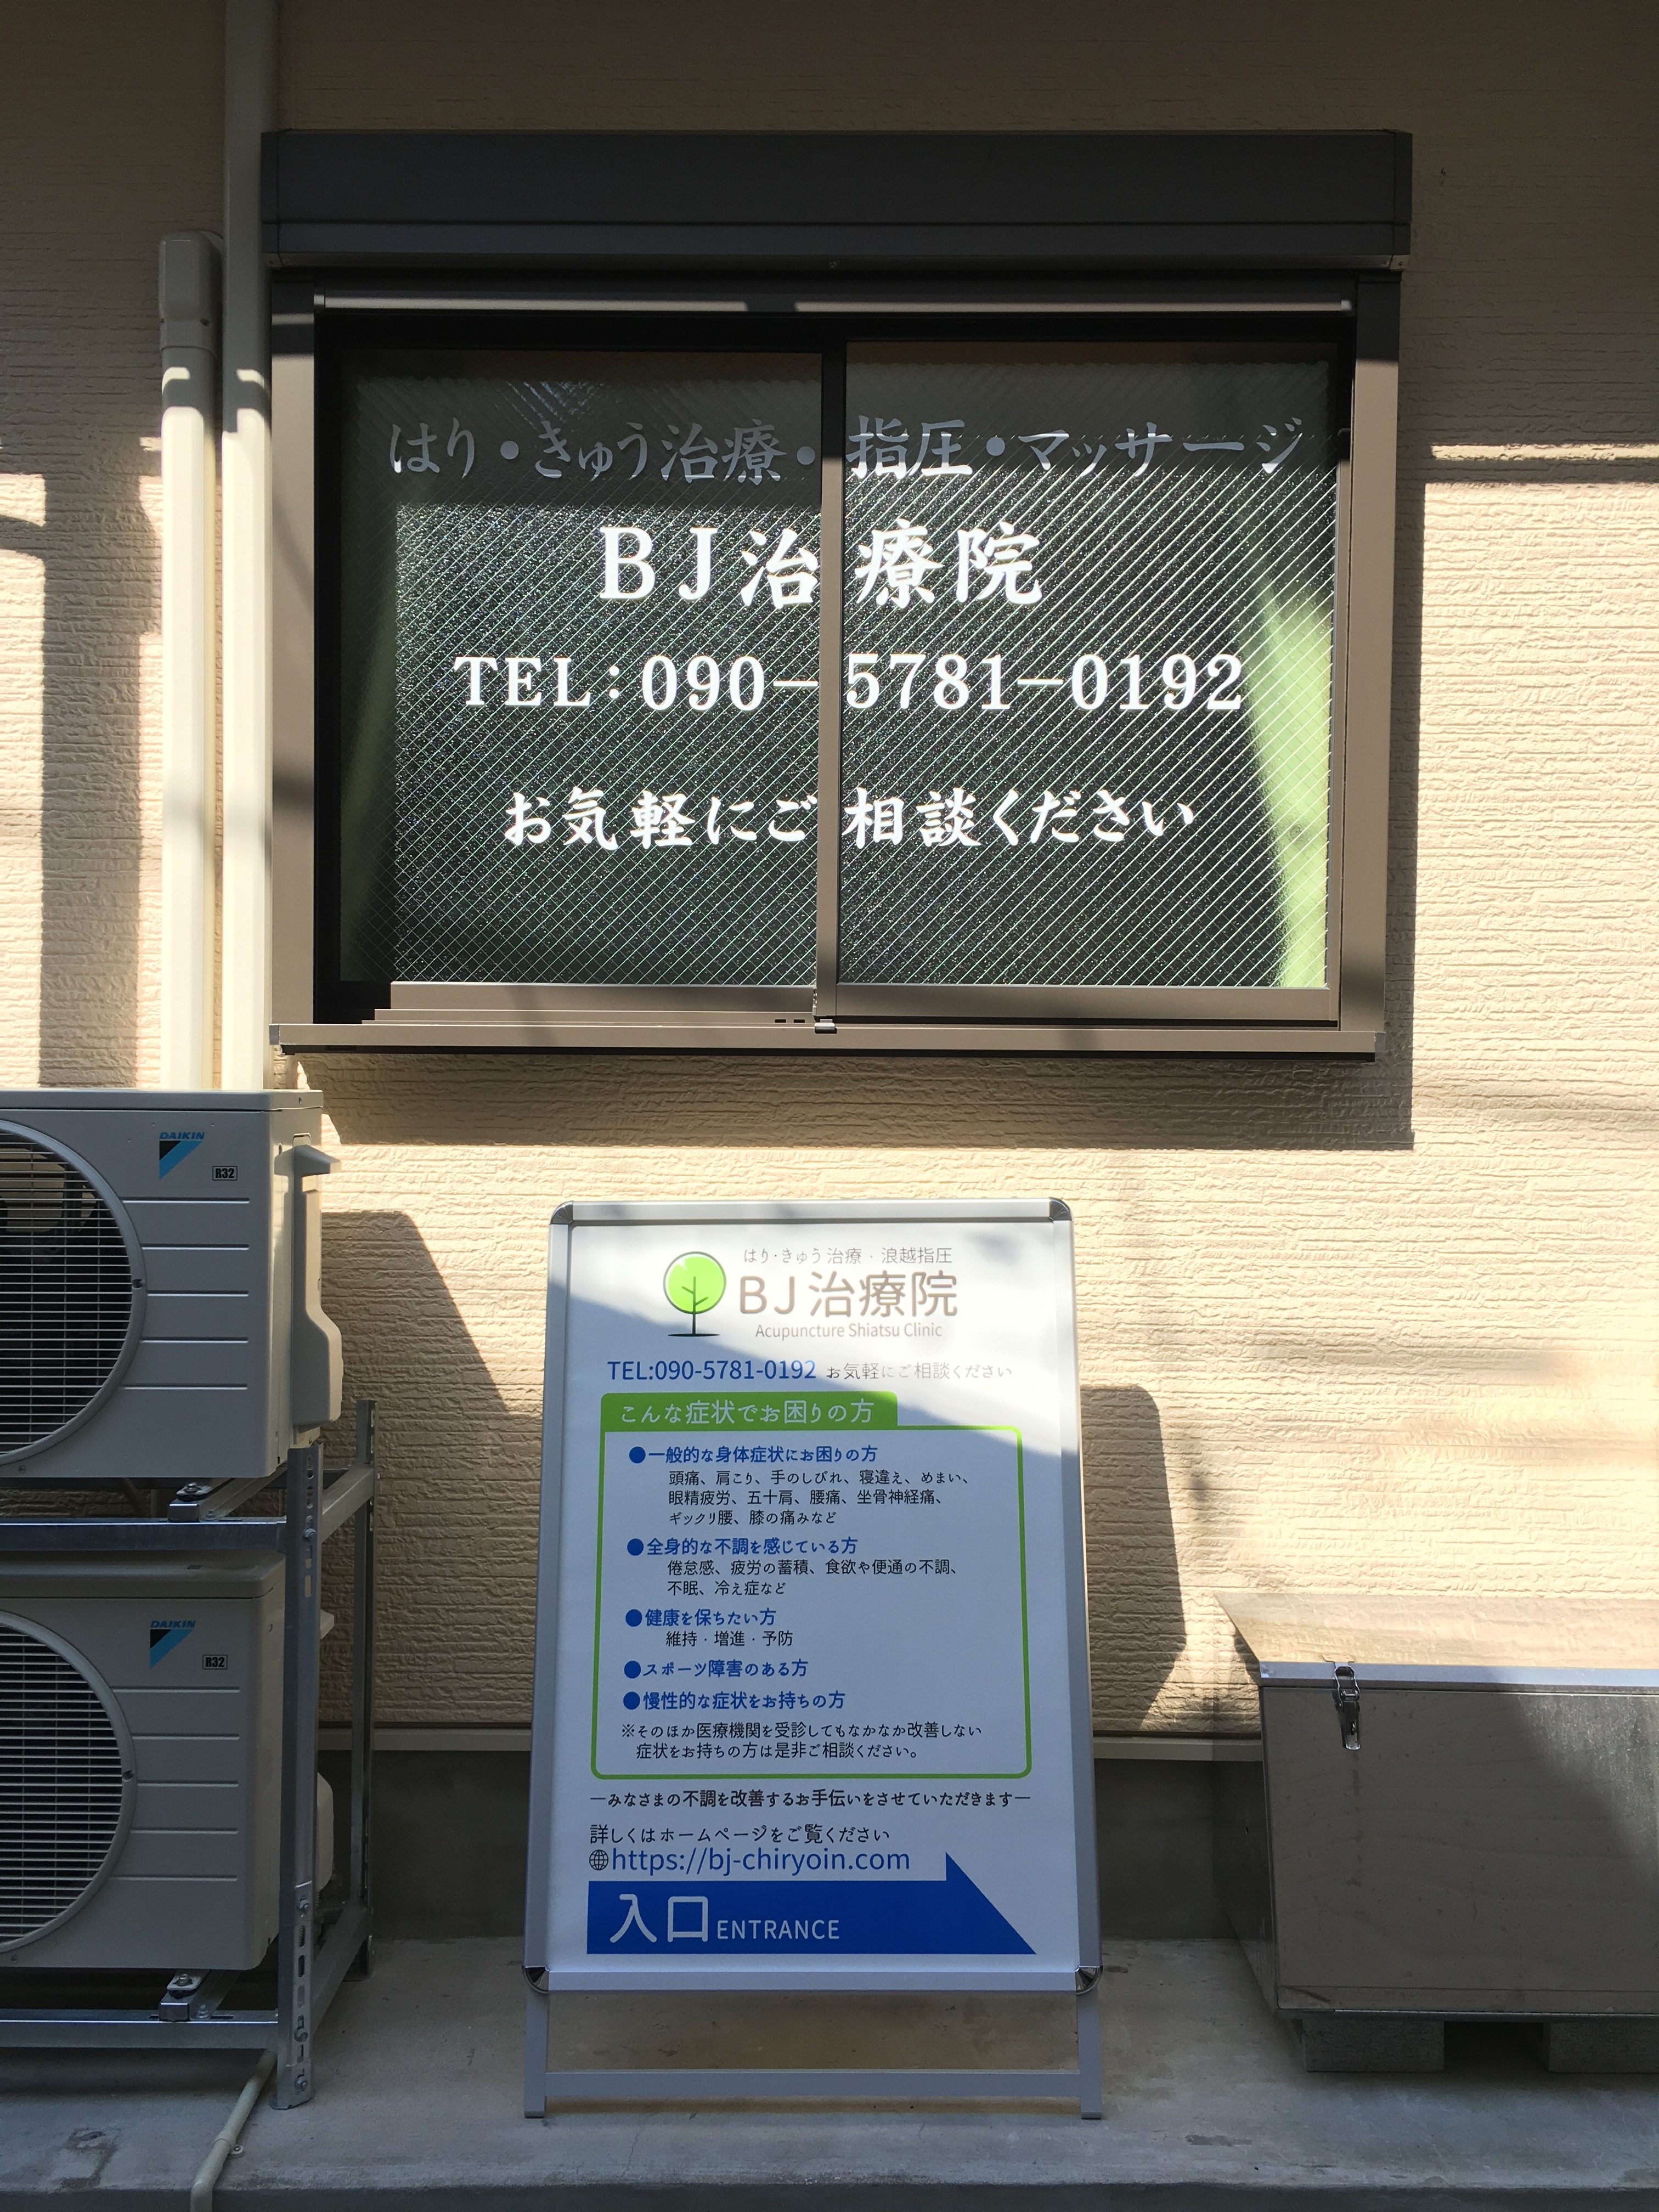 はり・きゅう治療・指圧・マッサージ
BJ治療院
TEL:090-5781-0192
お気軽にご相談ください
DAIKIN
R32
はり・きゅう治療・浪越指圧
BJ治療院
Acupuncture Shiatsu Clinic
TEL:090-5781-0192 お気軽にご相談ください
こんな症状でお困りの方
●一般的な身体症状にお困りの方
頭痛、肩こり、手のしびれ、寝違え、めまい、
眼精疲労、五十肩、腰痛、坐骨神経痛、
ギックリ腰、膝の痛みなど
●全身的な不調を感じている方
倦怠感、疲労の蓄積、食欲や便通の不調、
不眠、冷え症など
●健康を保ちたい方
維持・増進・予防
●スポーツ障害のある方
●慢性的な症状をお持ちの方
※そのほか医療機関を受診してもなかなか改善しない
症状をお持ちの方は是非ご相談ください。
―みなさまの不調を改善するお手伝いをさせていただきます―
詳しくはホームページをご覧ください
https://bj-chiryoin.com
入口 ENTRANCE
DAIKIN
R32